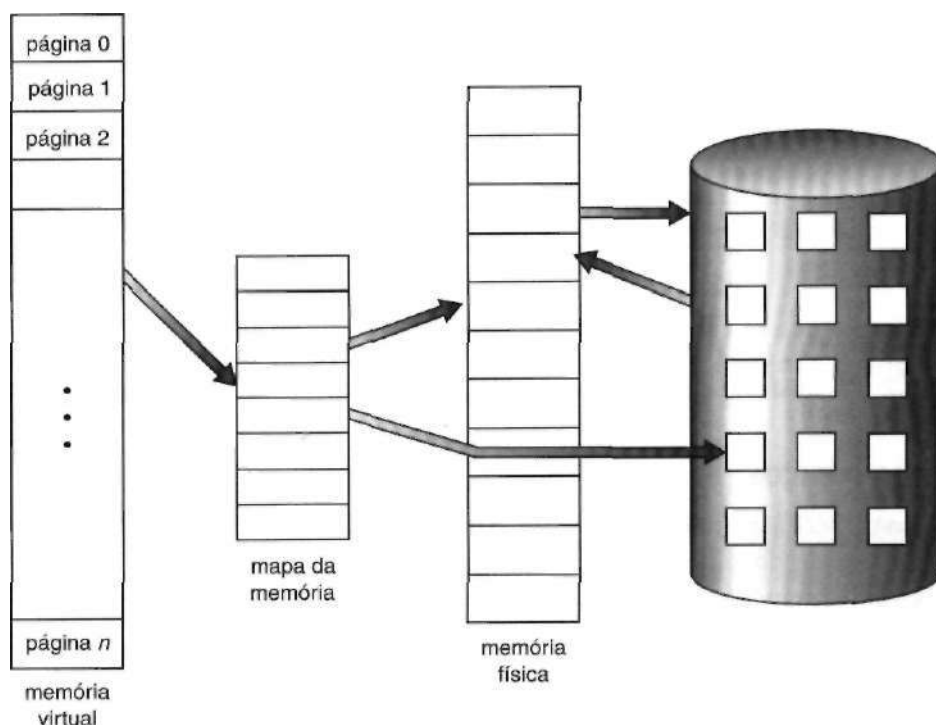 página 0
página 1
página 2
página n
memória
virtual
mapa da
memória
memória
física